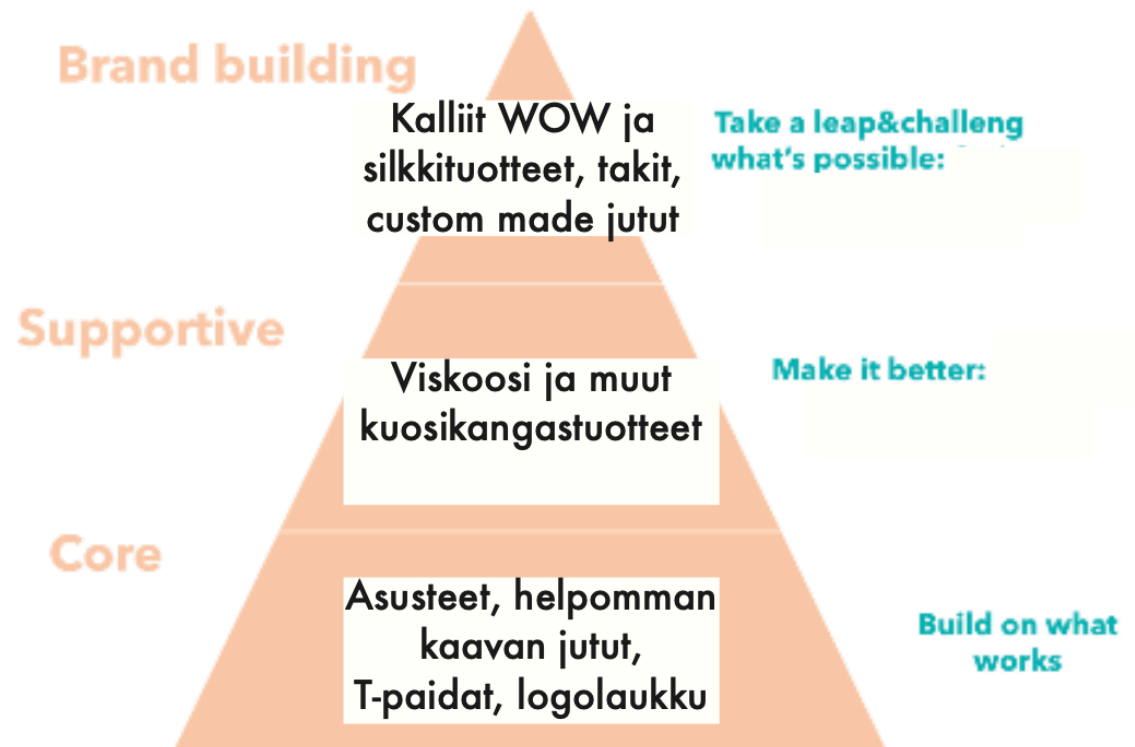 Brand building
Kalliit WOW ja
silkkituotteet, takit,
custom made jutut
Take a leap&challeng
what's possible:
Supportive
Viskoosi ja muut
kuosikangastuotteet
Make it better:
Core
Asusteet, helpomman
kaavan jutut,
T-paidat, logolaukku
Build on what
works